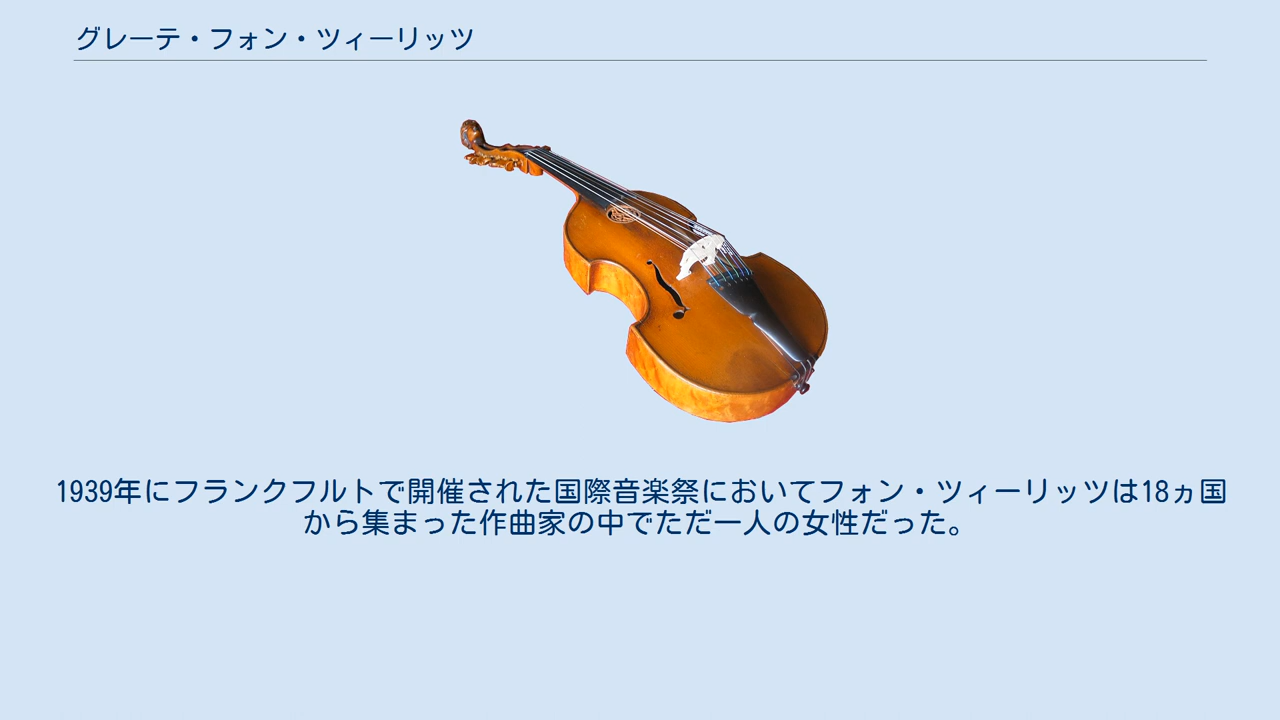 グレーテ・フォン・ツィーリッツ
1939年にフランクフルトで開催された国際音楽祭においてフォン・ツィーリッツは18ヵ国
から集まった作曲家の中でただ一人の女性だった。